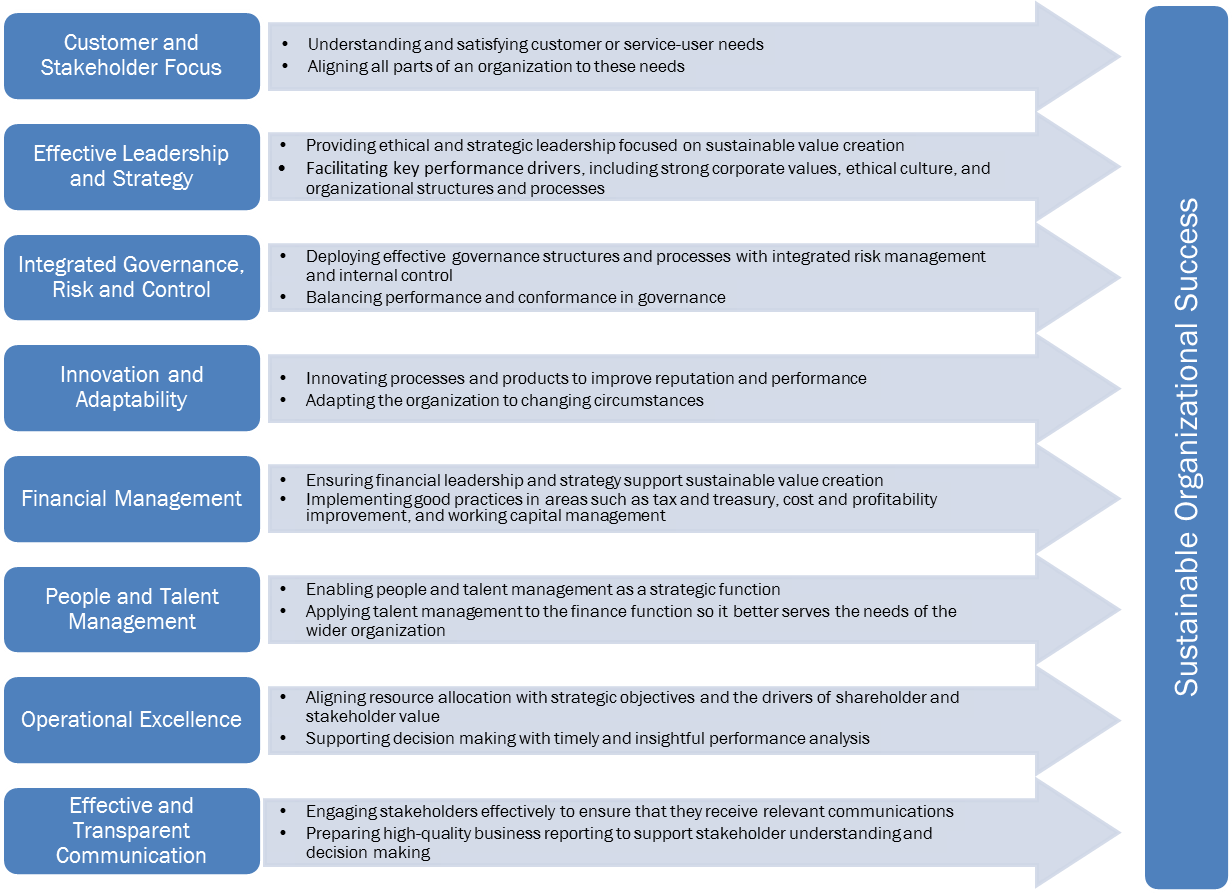 Customer and
Stakeholder Focus
• Understanding and satisfying customer or service-user needs
• Aligning all parts of an organization to these needs
Effective Leadership
and Strategy
• Providing ethical and strategic leadership focused on sustainable value creation
• Facilitating key performance drivers, including strong corporate values, ethical culture, and
organizational structures and processes
Integrated Governance,
Risk and Control
• Deploying effective governance structures and processes with integrated risk management
and internal control
• Balancing performance and conformance in governance
Innovation and
Adaptability
• Innovating processes and products to improve reputation and performance
• Adapting the organization to changing circumstances
Financial Management
• Ensuring financial leadership and strategy support sustainable value creation
• Implementing good practices in areas such as tax and treasury, cost and profitability
improvement, and working capital management
People and Talent
Management
• Enabling people and talent management as a strategic function
• Applying talent management to the finance function so it better serves the needs of the
wider organization
Operational Excellence
• Aligning resource allocation with strategic objectives and the drivers of shareholder and
stakeholder value
• Supporting decision making with timely and insightful performance analysis
Effective and
Transparent
Communication
• Engaging stakeholders effectively to ensure that they receive relevant communications
• Preparing high-quality business reporting to support stakeholder understanding and
decision making
Sustainable Organizational Success